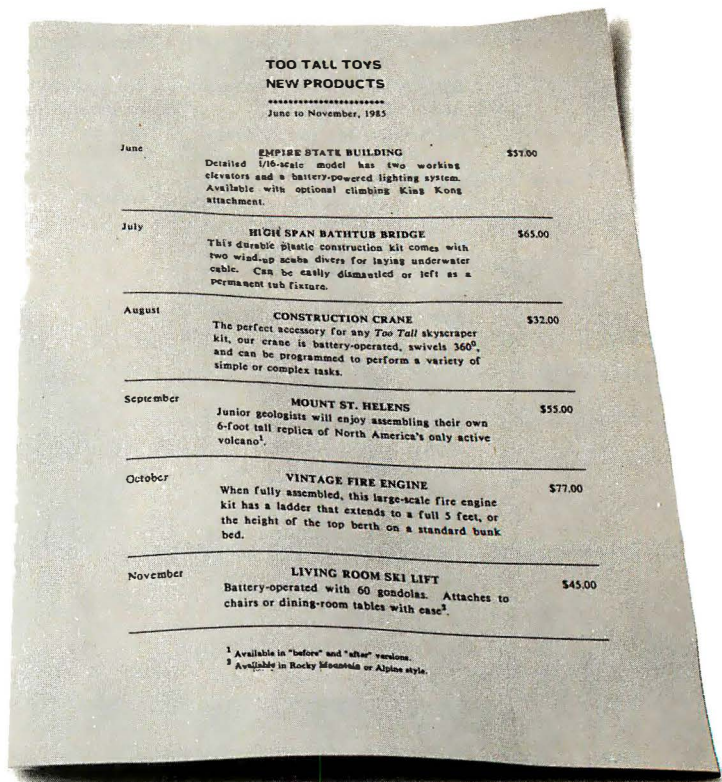 TOO TALL TOYS
NEW PRODUCTS
************************
June to November, 1985
June EMPIRE STATE BUILDING $57.00
Detailed 1/16-scale model has two working
elevators and a battery-powered lighting system.
Available with optional climbing King Kong
attachment.
July HIGH SPAN BATHTUB BRIDGE $65.00
This durable plastic construction kit comes with
two wind-up scuba divers for laying underwater
cable. Can be easily dismantled or left as a
permanent tub fixture.
August CONSTRUCTION CRANE $32.00
The perfect accessory for any Too Tall skyscraper
kit, our crane is battery-operated, swivels 360⁰,
and can be programmed to perform a variety of
simple or complex tasks.
September MOUNT ST. HELENS $55.00
Junior geologists will enjoy assembling their own
6-foot tall replica of North America's only active
volcano¹.
October VINTAGE FIRE ENGINE $77.00
When fully assembled, this large-scale fire engine
kit has a ladder that extends to a full 5 feet, or
the height of the top berth on a standard bunk
bed.
November LIVING ROOM SKI LIFT $45.00
Battery-operated with 60 gondolas. Attaches to
chairs or dining-room tables with ease².
¹ Available in "before" and "after" versions.
² Available in Rocky Mountain or Alpine style.